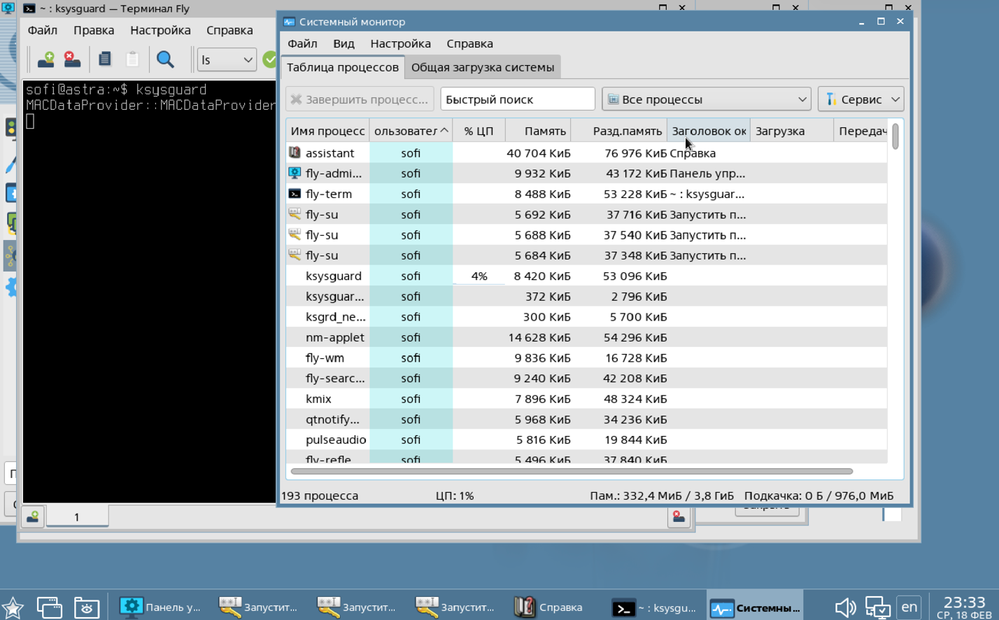 ~ : ksysguard — Терминал Fly
Файл Правка Настройка Справка
ls
sofi@astra:~$ ksysguard
MACDataProvider::MACDataProvider
1
Системный монитор
Файл Вид Настройка Справка
Таблица процессов Общая загрузка системы
Завершить процесс... Быстрый поиск Все процессы Сервис
Имя процесс ользовател % ЦП Память Разд.память Заголовок ок Загрузка Передач
assistant sofi 40 704 КиБ 76 976 КиБ Справка
fly-admi... sofi 9 932 КиБ 43 172 КиБ Панель упр...
fly-term sofi 8 488 КиБ 53 228 КиБ ~ : ksysguar...
fly-su sofi 5 692 КиБ 37 716 КиБ Запустить п...
fly-su sofi 5 688 КиБ 37 540 КиБ Запустить п...
fly-su sofi 5 684 КиБ 37 348 КиБ Запустить п...
ksysguard sofi 4% 8 420 КиБ 53 096 КиБ
ksysguar... sofi 372 КиБ 2 796 КиБ
ksgrd_ne... sofi 300 КиБ 5 700 КиБ
nm-applet sofi 14 628 КиБ 54 296 КиБ
fly-wm sofi 9 836 КиБ 16 728 КиБ
fly-searc... sofi 9 240 КиБ 42 208 КиБ
kmix sofi 7 896 КиБ 48 324 КиБ
qtnotify... sofi 5 968 КиБ 34 236 КиБ
pulseaudio sofi 5 816 КиБ 19 844 КиБ
fly-refle sofi 5 496 КиБ 37 840 КиБ
193 процесса ЦП: 1% Пам.: 332,4 МиБ / 3,8 ГиБ Подкачка: 0 Б / 976,0 МиБ
Панель у... Запустит... Запустит... Запустит... Справка ~ : ksysgu... Системны... en 23:33
СР, 18 ФЕВ